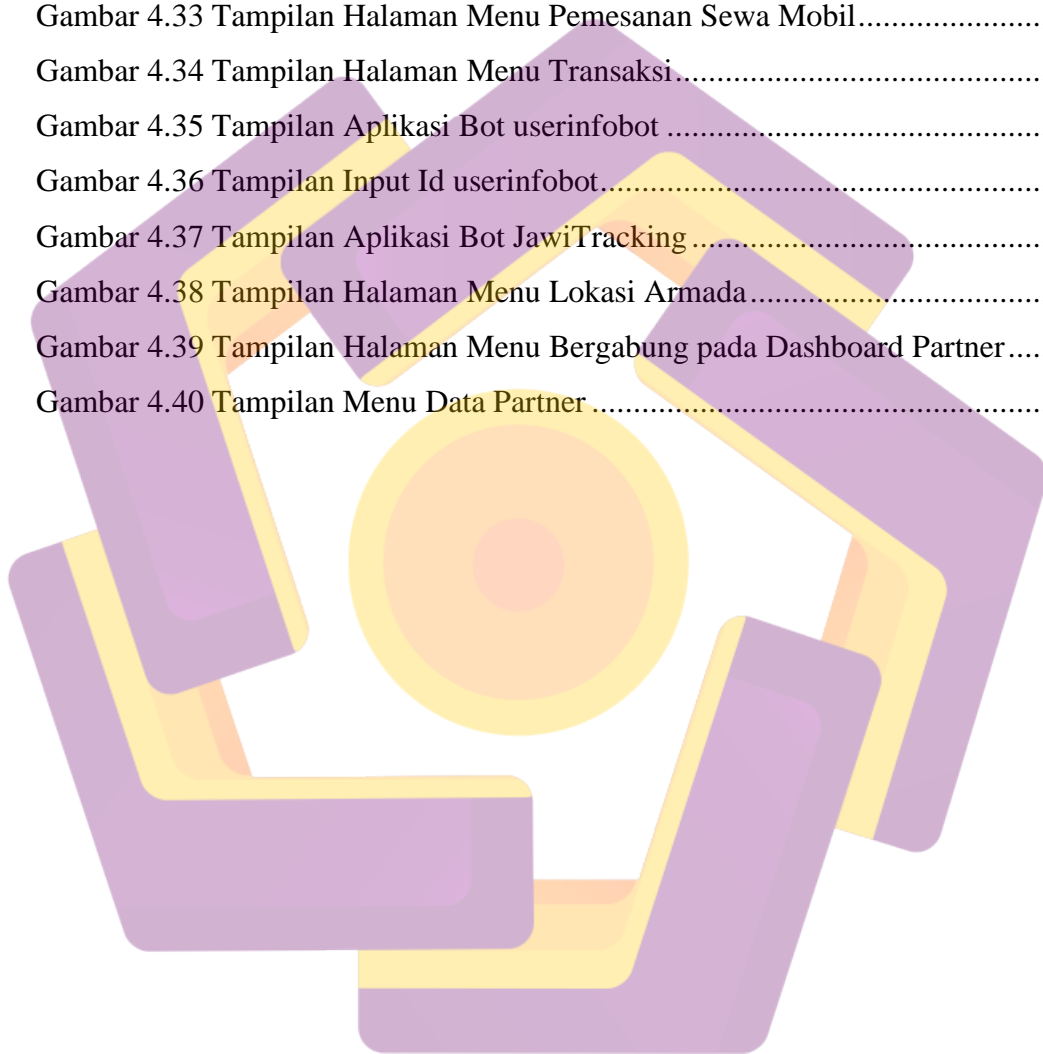 Gambar 4.33 Tampilan Halaman Menu Pemesanan Sewa Mobil.......................
Gambar 4.34 Tampilan Halaman Menu Transaksi..............................................
Gambar 4.35 Tampilan Aplikasi Bot userinfobot ...............................................
Gambar 4.36 Tampilan Input Id userinfobot.......................................................
Gambar 4.37 Tampilan Aplikasi Bot JawiTracking ............................................
Gambar 4.38 Tampilan Halaman Menu Lokasi Armada.....................................
Gambar 4.39 Tampilan Halaman Menu Bergabung pada Dashboard Partner ....
Gambar 4.40 Tampilan Menu Data Partner ........................................................